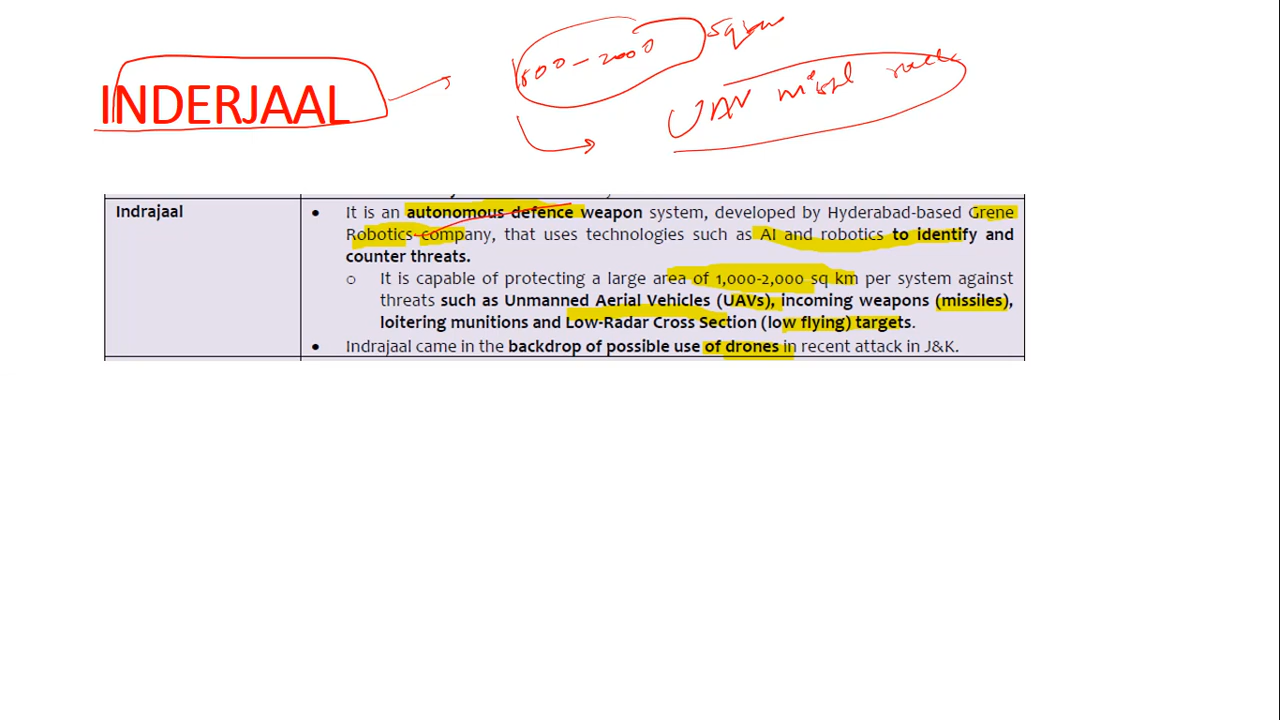 INDERJAAL
1000-2000 sqkm
UAV missil
Indrajaal
• It is an autonomous defence weapon system, developed by Hyderabad-based Grene
Robotics company, that uses technologies such as AI and robotics to identify and
counter threats.
o It is capable of protecting a large area of 1,000-2,000 sq km per system against
threats such as Unmanned Aerial Vehicles (UAVs), incoming weapons (missiles),
loitering munitions and Low-Radar Cross Section (low flying) targets.
• Indrajaal came in the backdrop of possible use of drones in recent attack in J&K.